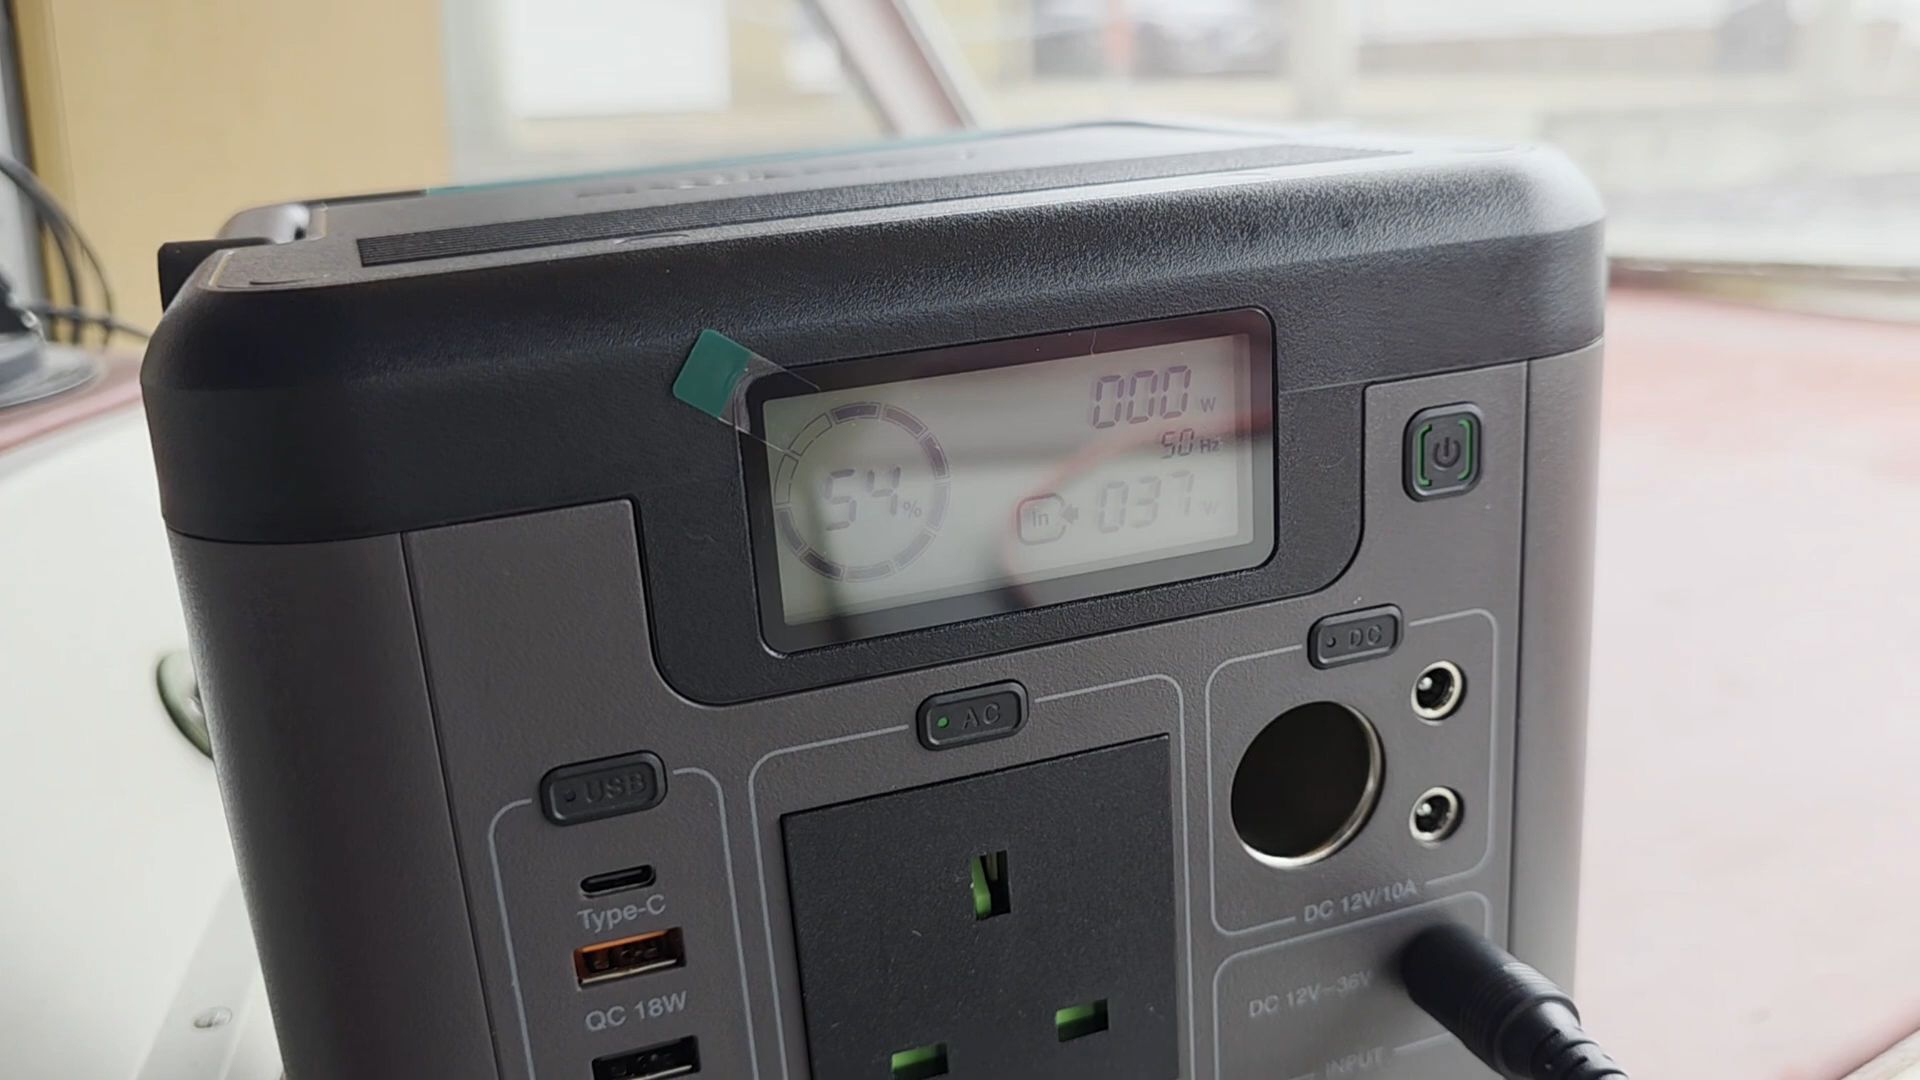 000 W
50 Hz
54%
In 037 W
DC
AC
USB
Type-C
QC 18W
DC 12V/10A
DC 12V~36V
INPUT